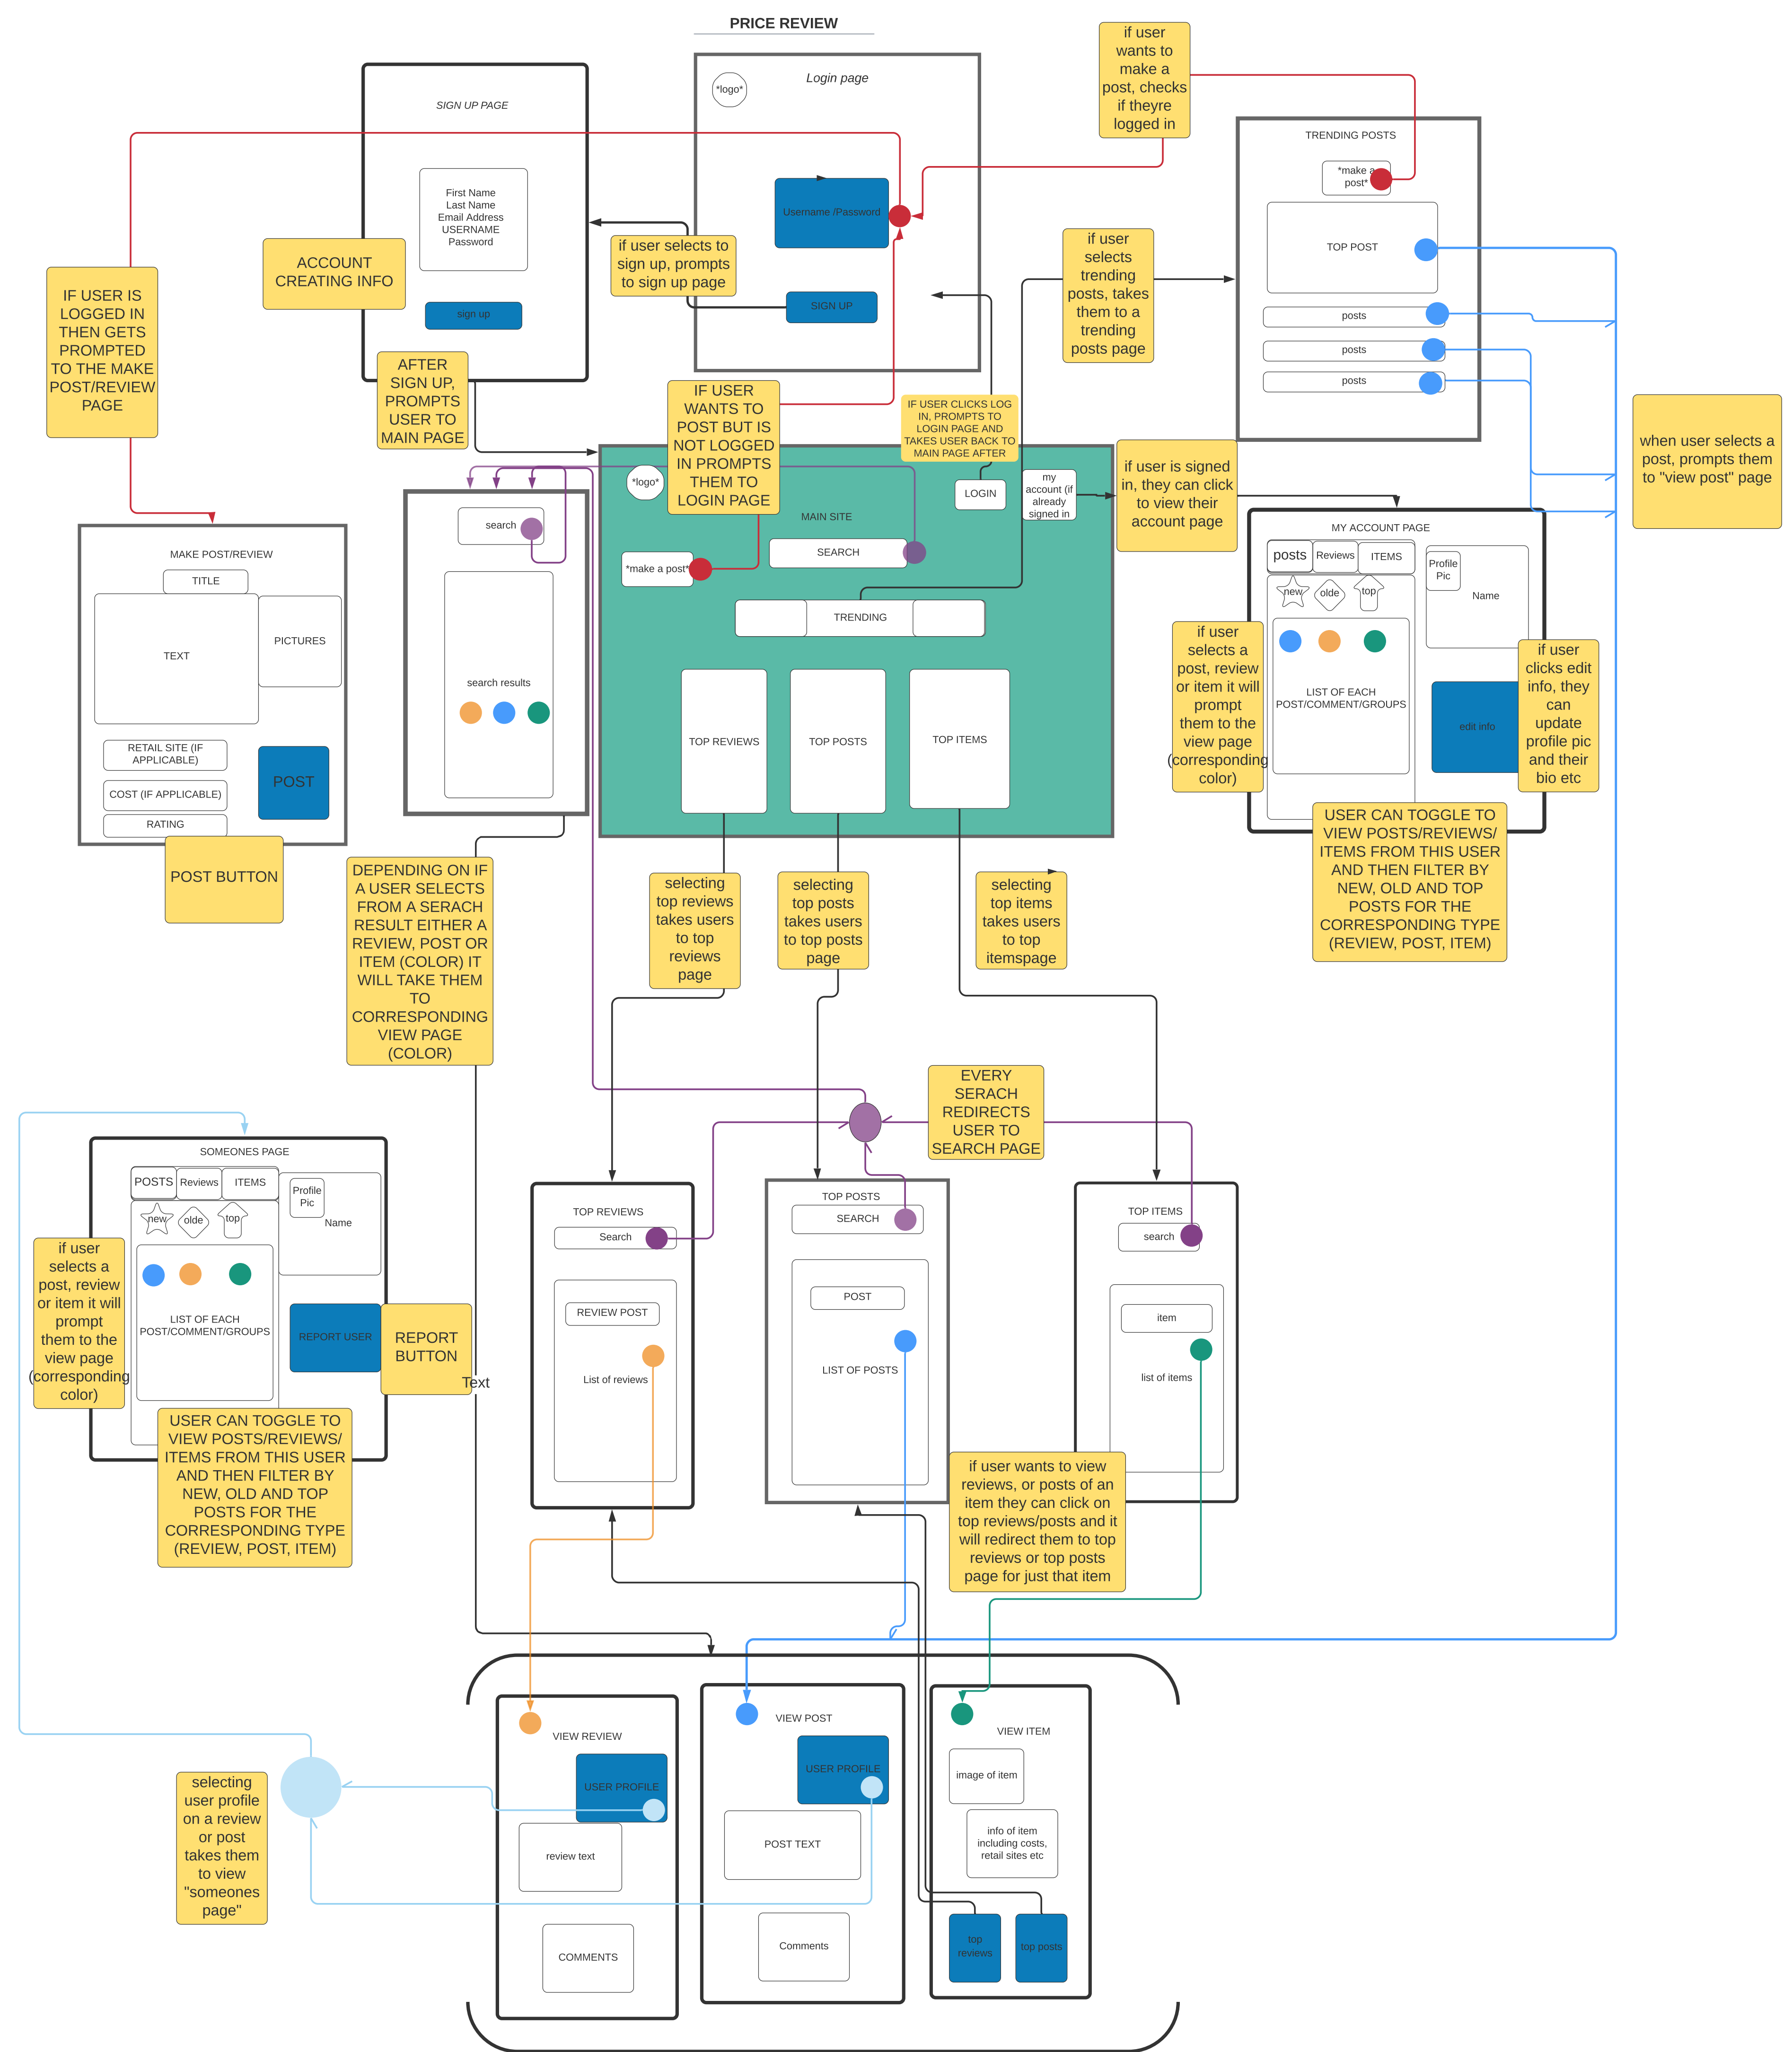 PRICE REVIEW
if user
wants to
make a
post, checks
if theyre
logged in
Login page
*logo*
Username /Password
SIGN UP
SIGN UP PAGE
First Name
Last Name
Email Address
USERNAME
Password
sign up
ACCOUNT
CREATING INFO
if user selects to
sign up, prompts
to sign up page
IF USER IS
LOGGED IN
THEN GETS
PROMPTED
TO THE MAKE
POST/REVIEW
PAGE
AFTER
SIGN UP,
PROMPTS
USER TO
MAIN PAGE
TRENDING POSTS
*make a
post*
TOP POST
posts
posts
posts
if user
selects
trending
posts, takes
them to a
trending
posts page
when user selects a
post, prompts them
to "view post" page
IF USER
WANTS TO
POST BUT IS
NOT LOGGED
IN PROMPTS
THEM TO
LOGIN PAGE
IF USER CLICKS LOG
IN, PROMPTS TO
LOGIN PAGE AND
TAKES USER BACK TO
MAIN PAGE AFTER
*logo*
LOGIN
my
account (if
already
signed in
MAIN SITE
SEARCH
*make a post*
TRENDING
TOP REVIEWS
TOP POSTS
TOP ITEMS
if user is signed
in, they can click
to view their
account page
search
search results
MAKE POST/REVIEW
TITLE
TEXT
PICTURES
RETAIL SITE (IF
APPLICABLE)
COST (IF APPLICABLE)
RATING
POST
POST BUTTON
MY ACCOUNT PAGE
posts
Reviews
ITEMS
new
olde
top
Profile
Pic
Name
LIST OF EACH
POST/COMMENT/GROUPS
edit info
if user
selects a
post, review
or item it will
prompt
them to the
view page
(corresponding
color)
if user
clicks edit
info, they
can
update
profile pic
and their
bio etc
USER CAN TOGGLE TO
VIEW POSTS/REVIEWS/
ITEMS FROM THIS USER
AND THEN FILTER BY
NEW, OLD AND TOP
POSTS FOR THE
CORRESPONDING TYPE
(REVIEW, POST, ITEM)
DEPENDING ON IF
A USER SELECTS
FROM A SERACH
RESULT EITHER A
REVIEW, POST OR
ITEM (COLOR) IT
WILL TAKE THEM
TO
CORRESPONDING
VIEW PAGE
(COLOR)
selecting
top reviews
takes users
to top
reviews
page
selecting
top posts
takes users
to top posts
page
selecting
top items
takes users
to top
itemspage
EVERY
SERACH
REDIRECTS
USER TO
SEARCH PAGE
SOMEONES PAGE
POSTS
Reviews
ITEMS
new
olde
top
Profile
Pic
Name
LIST OF EACH
POST/COMMENT/GROUPS
REPORT USER
REPORT
BUTTON
Text
if user
selects a
post, review
or item it will
prompt
them to the
view page
(corresponding
color)
USER CAN TOGGLE TO
VIEW POSTS/REVIEWS/
ITEMS FROM THIS USER
AND THEN FILTER BY
NEW, OLD AND TOP
POSTS FOR THE
CORRESPONDING TYPE
(REVIEW, POST, ITEM)
TOP REVIEWS
Search
REVIEW POST
List of reviews
TOP POSTS
SEARCH
POST
LIST OF POSTS
TOP ITEMS
search
item
list of items
if user wants to view
reviews, or posts of an
item they can click on
top reviews/posts and it
will redirect them to top
reviews or top posts
page for just that item
VIEW REVIEW
USER PROFILE
review text
COMMENTS
VIEW POST
USER PROFILE
POST TEXT
Comments
VIEW ITEM
image of item
info of item
including costs,
retail sites etc
top
reviews
top posts
selecting
user profile
on a review
or post
takes them
to view
"someones
page"